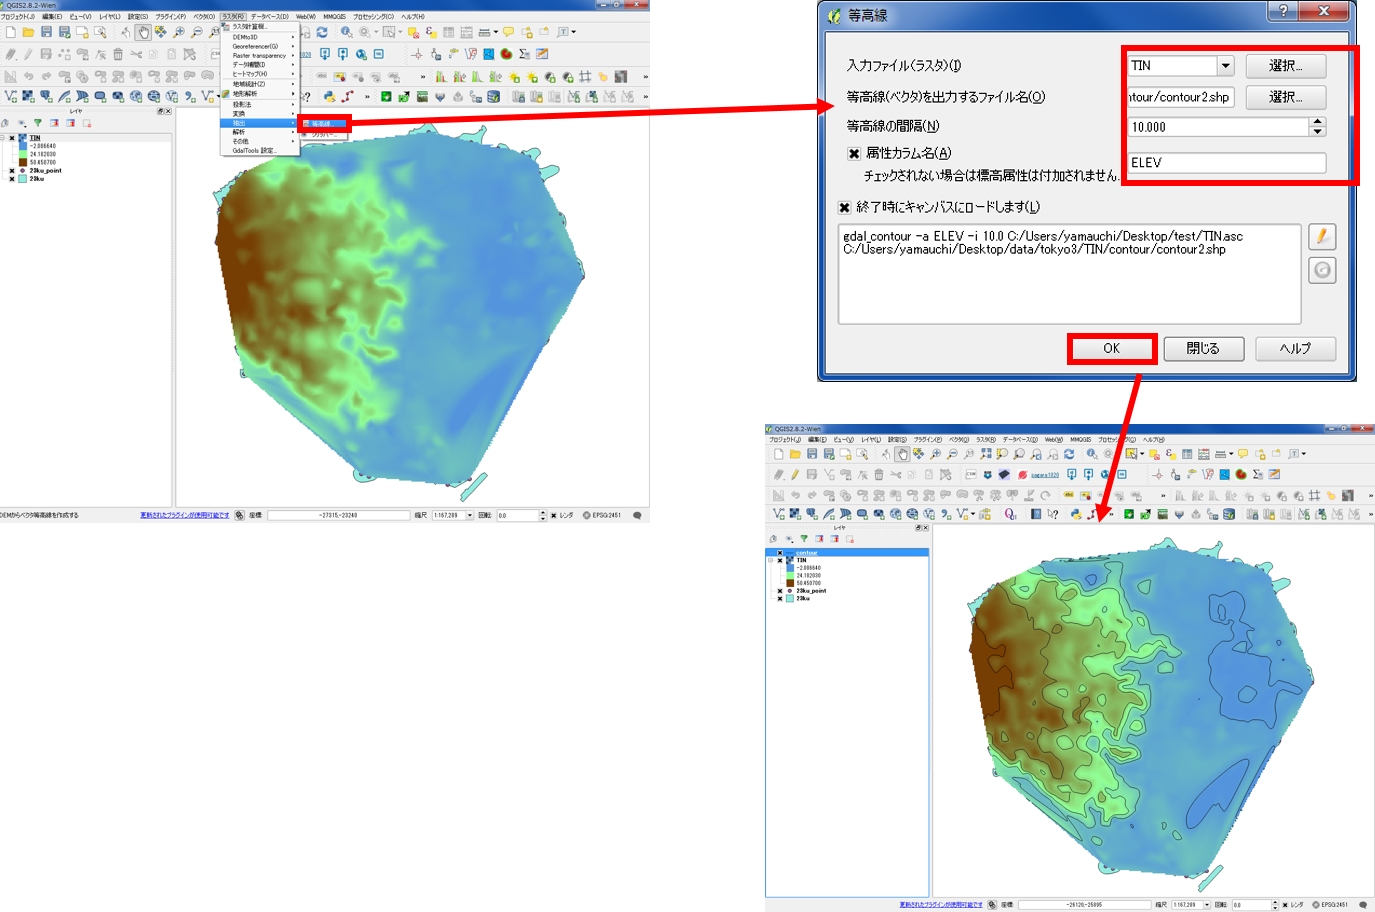 QGIS2.8.2-Wien
プロジェクト(J) 編集(E) ビュー(V) レイヤ(L) 設定(S) プラグイン(P) ベクタ(O) ラスタ(R) データベース(D) Web(W) MMQGIS プロセッシング(C) ヘルプ(H)
ラスタ計算機...
DEMto3D
Georeferencer(G)
Raster transparency
データ補間(I)
ヒートマップ(H)
地域統計(Z)
地形解析
投影法
変換
抽出
解析
その他
GdalTools 設定...
等高線...
クリッパー...
レイヤ
TIN
-2.086640
24.182030
50.450700
23ku_point
23ku
DEMからベクタ等高線を作成する
更新されたプラグインが使用可能です
座標:
-27315,-23240
縮尺
1:167,289
回転:
0.0
レンダ
EPSG:2451
等高線
入力ファイル(ラスタ)(I)
TIN
選択...
等高線(ベクタ)を出力するファイル名(O)
ntour/contour2.shp
選択...
等高線の間隔(N)
10.000
属性カラム名(A)
チェックされない場合は標高属性は付加されません.
ELEV
終了時にキャンバスにロードします(L)
gdal_contour -a ELEV -i 10.0 C:/Users/yamauchi/Desktop/test/TIN.asc
C:/Users/yamauchi/Desktop/data/tokyo3/TIN/contour/contour2.shp
OK
閉じる
ヘルプ
QGIS2.8.2-Wien
プロジェクト(J) 編集(E) ビュー(V) レイヤ(L) 設定(S) プラグイン(P) ベクタ(O) ラスタ(R) データベース(D) Web(W) MMQGIS プロセッシング(C) ヘルプ(H)
レイヤ
contour
TIN
-2.086640
24.182030
50.450700
23ku_point
23ku
更新されたプラグインが使用可能です
座標:
-26120,-25895
縮尺
1:167,289
回転:
0.0
レンダ
EPSG:2451